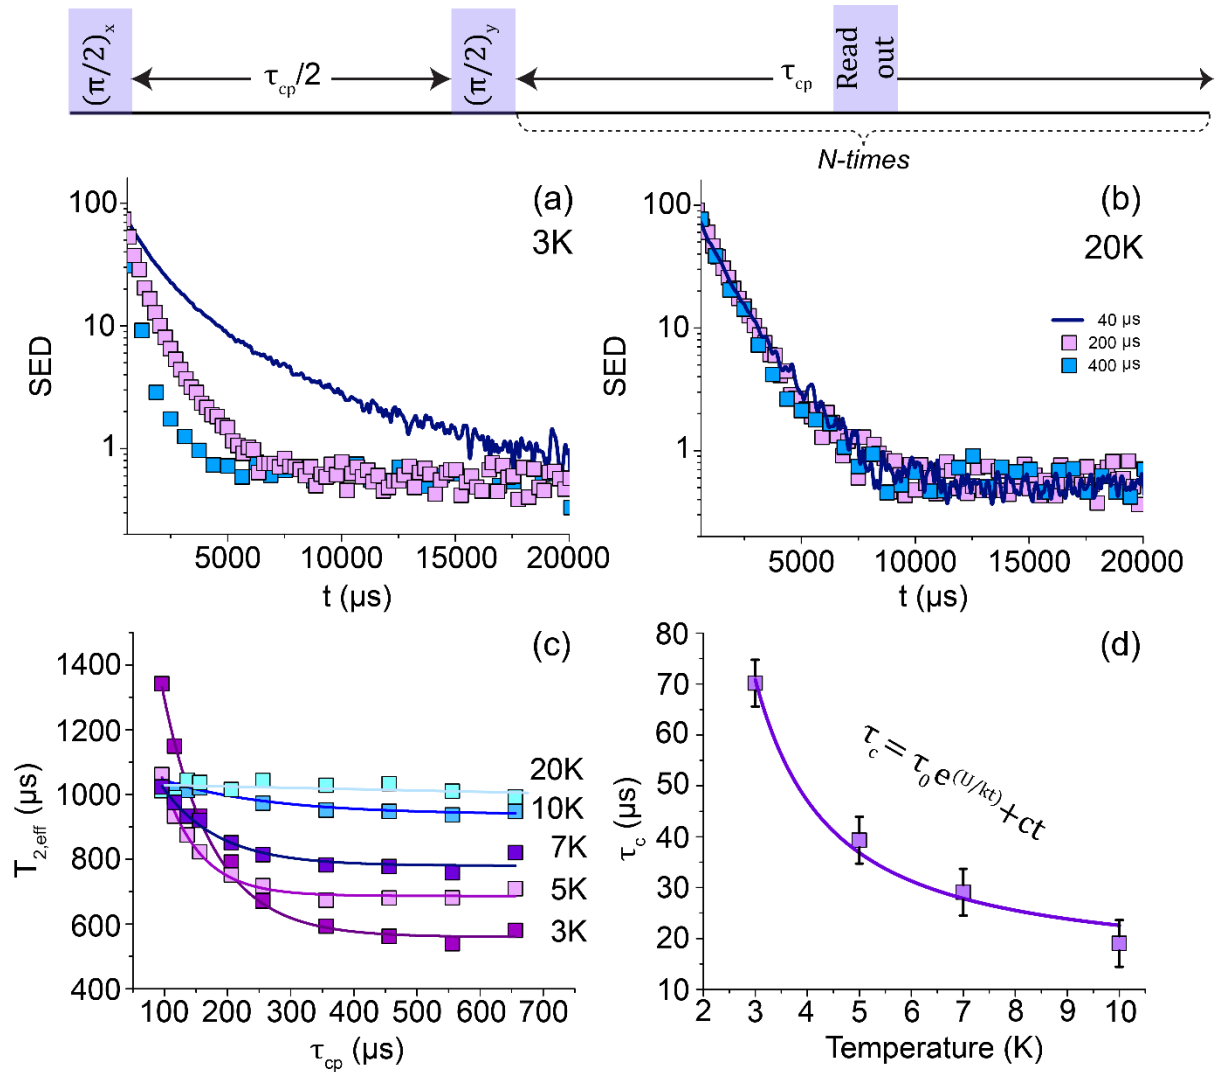 (π/2)x
τcp/2
(π/2)y
τcp
Read out
N-times
(a)
3K
SED
100
10
1
5000 10000 15000 20000
t (µs)
(b)
20K
SED
100
10
1
40 µs
200 µs
400 µs
5000 10000 15000 20000
t (µs)
(c)
T2,eff (µs)
1400
1200
1000
800
600
400
20K
10K
7K
5K
3K
100 200 300 400 500 600 700
τcp (µs)
(d)
τc (µs)
80
70
60
50
40
30
20
10
τc = τ0 e(U/kt)+ct
2 3 4 5 6 7 8 9 10
Temperature (K)